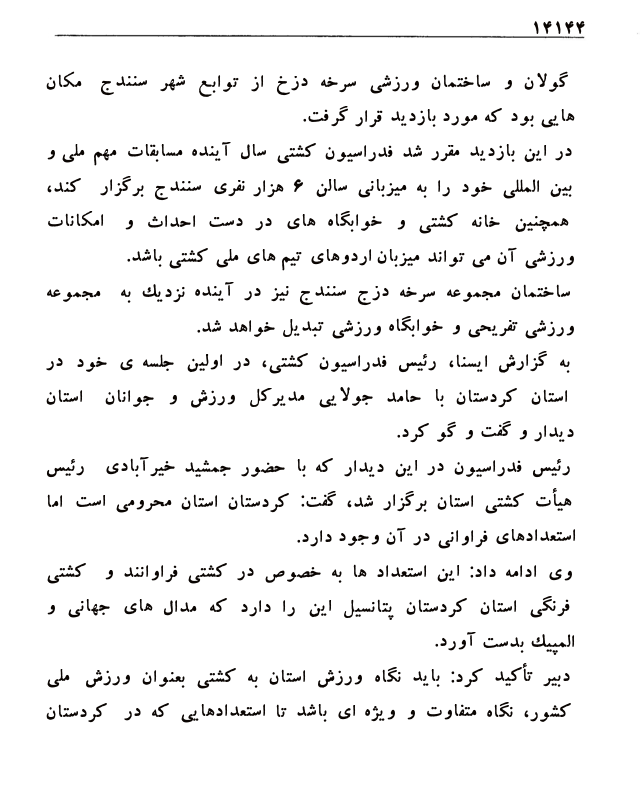 ۱۴۱۴۴
گولان و ساختمان ورزشی سرخه دزخ از توابع شهر سنندج مکان
هایی بود که مورد بازدید قرار گرفت.
در این بازدید مقرر شد فدراسیون کشتی سال آینده مسابقات مهم ملی و
بین المللی خود را به میزبانی سالن ۶ هزار نفری سنندج برگزار کند،
همچنین خانه کشتی و خوابگاه های در دست احداث و امکانات
ورزشی آن می تواند میزبان اردوهای تیم های ملی کشتی باشد.
ساختمان مجموعه سرخه دزج سنندج نیز در آینده نزدیك به مجموعه
ورزشی تفریحی و خوابگاه ورزشی تبدیل خواهد شد.
به گزارش ایسنا، رئیس فدراسیون کشتی، در اولین جلسه ی خود در
استان کردستان با حامد جولایی مدیرکل ورزش و جوانان استان
دیدار و گفت و گو کرد.
رئیس فدراسیون در این دیدار که با حضور جمشید خیرآبادی رئیس
هیأت کشتی استان برگزار شد، گفت: کردستان استان محرومی است اما
استعدادهای فراوانی در آن وجود دارد.
وی ادامه داد: این استعداد ها به خصوص در کشتی فراوانند و کشتی
فرنگی استان کردستان پتانسیل این را دارد که مدال های جهانی و
المپیك بدست آورد.
دبیر تأکید کرد: باید نگاه ورزش استان به کشتی بعنوان ورزش ملی
کشور، نگاه متفاوت و ویژه ای باشد تا استعدادهایی که در کردستان